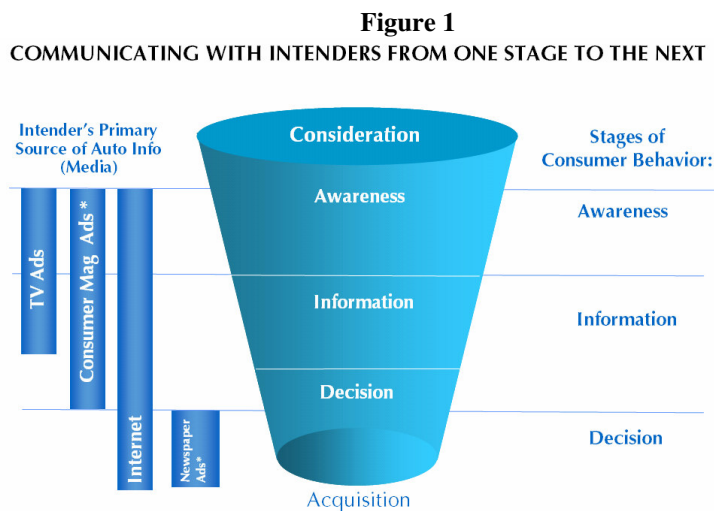 Figure 1
COMMUNICATING WITH INTENDERS FROM ONE STAGE TO THE NEXT
Intender's Primary
Source of Auto Info
(Media)
TV Ads
Consumer Mag Ads *
Internet
Newspaper
Ads*
Consideration
Awareness
Information
Decision
Acquisition
Stages of
Consumer Behavior:
Awareness
Information
Decision